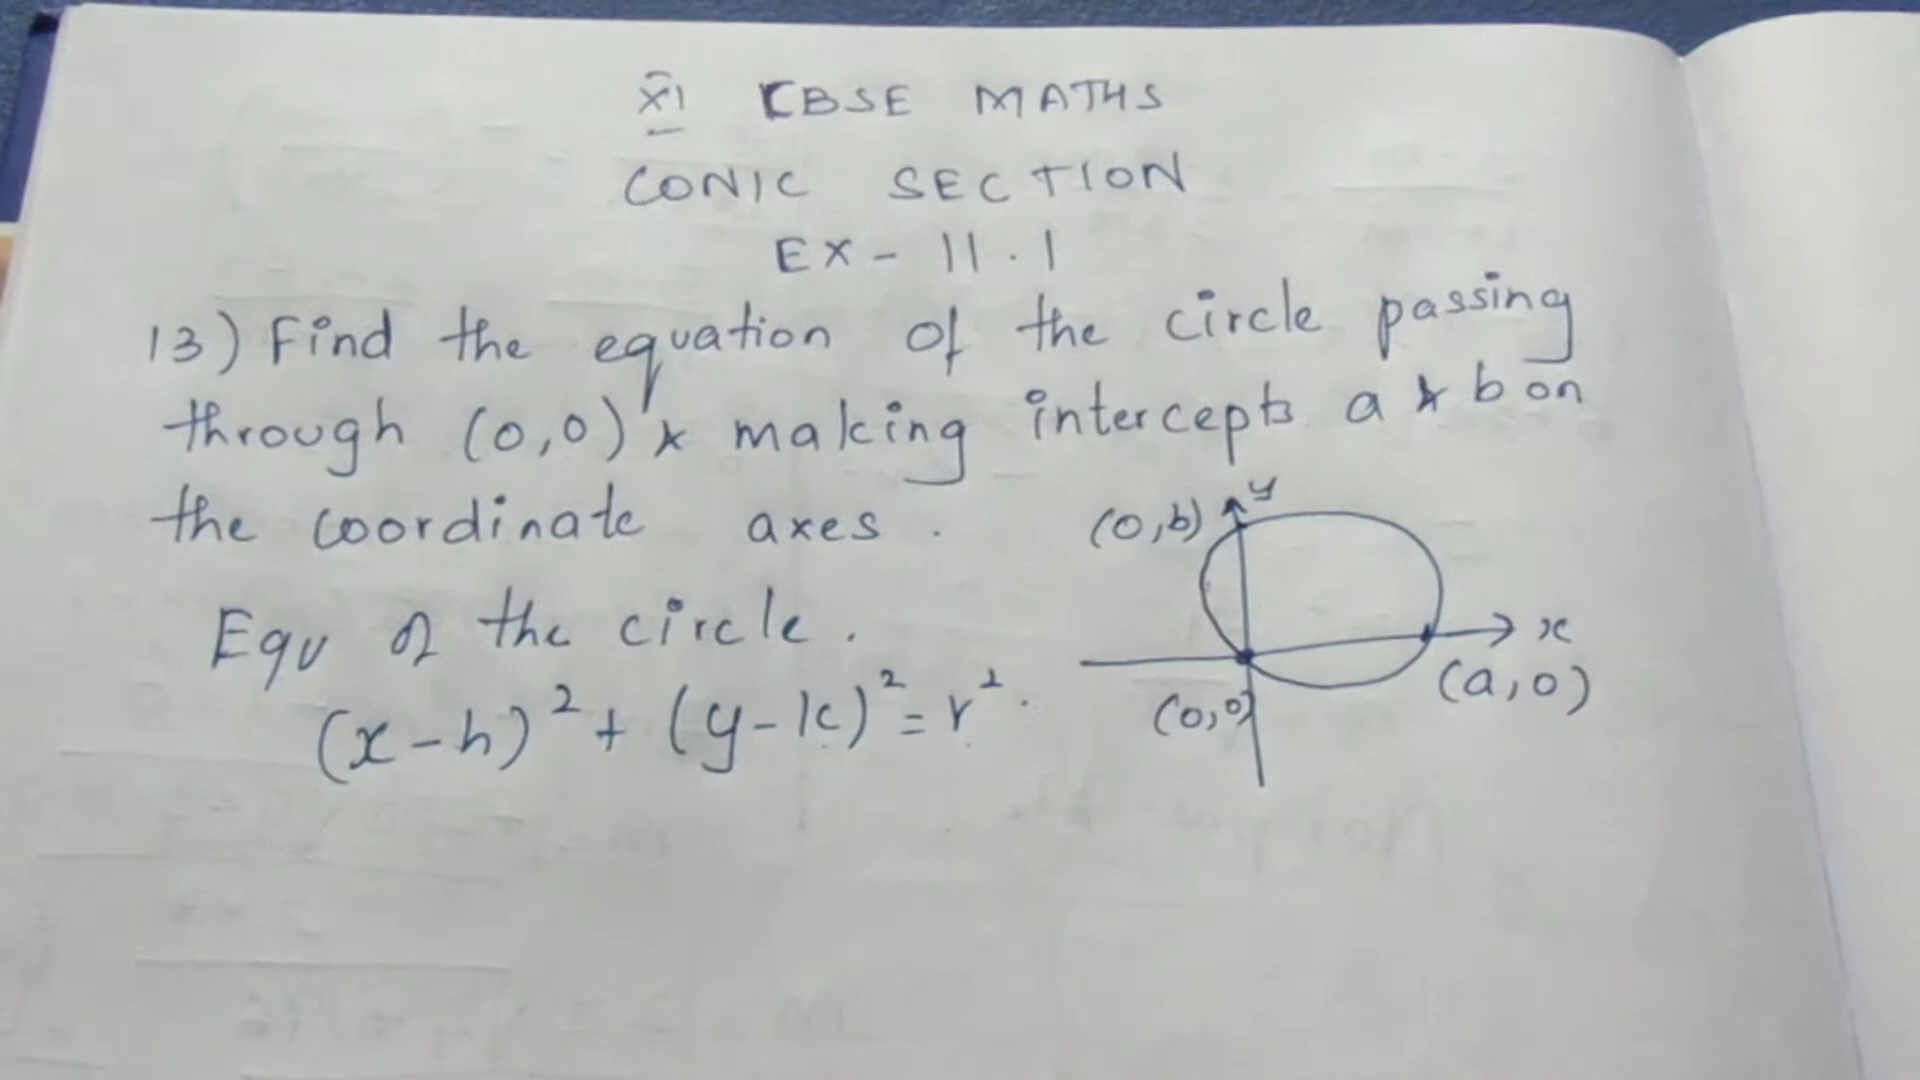 XI CBSE MATHS
CONIC SECTION
EX - 11.1
13) Find the equation of the circle passing
through (0,0) & making intercepts a & b on
the coordinate axes.
(0,b) y
x
(a,0)
(0,0)
Equ of the circle.
(x-h)² + (y-k)² = r².